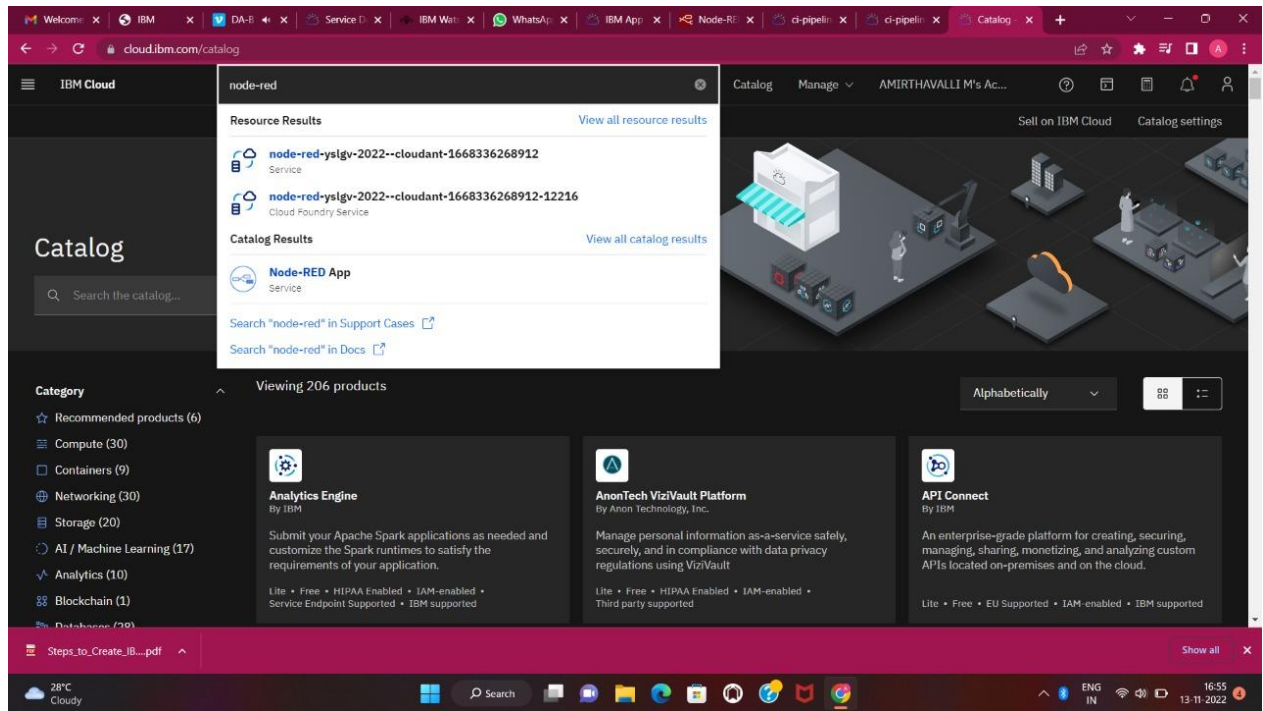 Welcome
IBM
DA-B
Service D
IBM Wat
WhatsAp
IBM App
Node-RE
ci-pipelin
ci-pipelin
Catalog -
cloud.ibm.com/catalog
A
IBM Cloud
node-red
Catalog
Manage
AMIRTHAVALLI M's Ac...
Sell on IBM Cloud
Catalog settings
Resource Results
View all resource results
node-red-yslgv-2022--cloudant-1668336268912
Service
node-red-yslgv-2022--cloudant-1668336268912-12216
Cloud Foundry Service
Catalog Results
View all catalog results
Node-RED App
Service
Search "node-red" in Support Cases
Search "node-red" in Docs
Catalog
Search the catalog...
Category
Recommended products (6)
Compute (30)
Containers (9)
Networking (30)
Storage (20)
AI / Machine Learning (17)
Analytics (10)
Blockchain (1)
Databases (28)
Viewing 206 products
Alphabetically
Analytics Engine
By IBM
Submit your Apache Spark applications as needed and
customize the Spark runtimes to satisfy the
requirements of your application.
Lite • Free • HIPAA Enabled • IAM-enabled •
Service Endpoint Supported • IBM supported
AnonTech ViziVault Platform
By Anon Technology, Inc.
Manage personal information as-a-service safely,
securely, and in compliance with data privacy
regulations using ViziVault
Lite • Free • HIPAA Enabled • IAM-enabled •
Third party supported
API Connect
By IBM
An enterprise-grade platform for creating, securing,
managing, sharing, monetizing, and analyzing custom
APIs located on-premises and on the cloud.
Lite • Free • EU Supported • IAM-enabled • IBM supported
Steps_to_Create_IB....pdf
Show all
28°C
Cloudy
Search
ENG
IN
16:55
13-11-2022
4